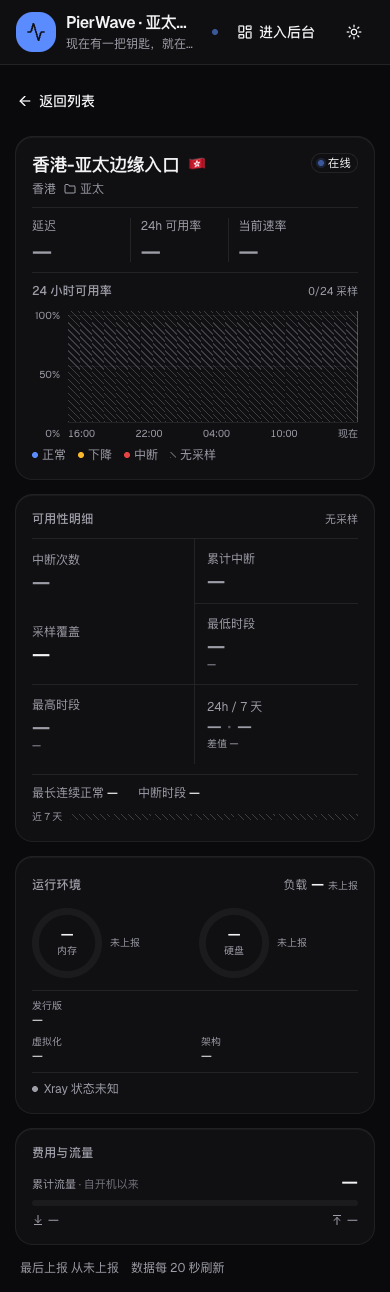 PierWave · 亚太...
现在有一把钥匙，就在...
进入后台
返回列表
香港-亚太边缘入口
在线
香港 亚太
延迟
24h 可用率
当前速率
—
—
—
24 小时可用率
0/24 采样
100%
50%
0%
16:00
22:00
04:00
10:00
现在
正常 下降 中断 无采样
可用性明细
无采样
中断次数
—
累计中断
—
采样覆盖
—
最低时段
—
—
最高时段
—
—
24h / 7 天
— · —
差值 —
最长连续正常 — 中断时段 —
近 7 天
运行环境
负载 — 未上报
—
内存
未上报
—
硬盘
未上报
发行版
—
虚拟化
—
架构
—
Xray 状态未知
费用与流量
累计流量 · 自开机以来
—
—
—
最后上报 从未上报 数据每 20 秒刷新